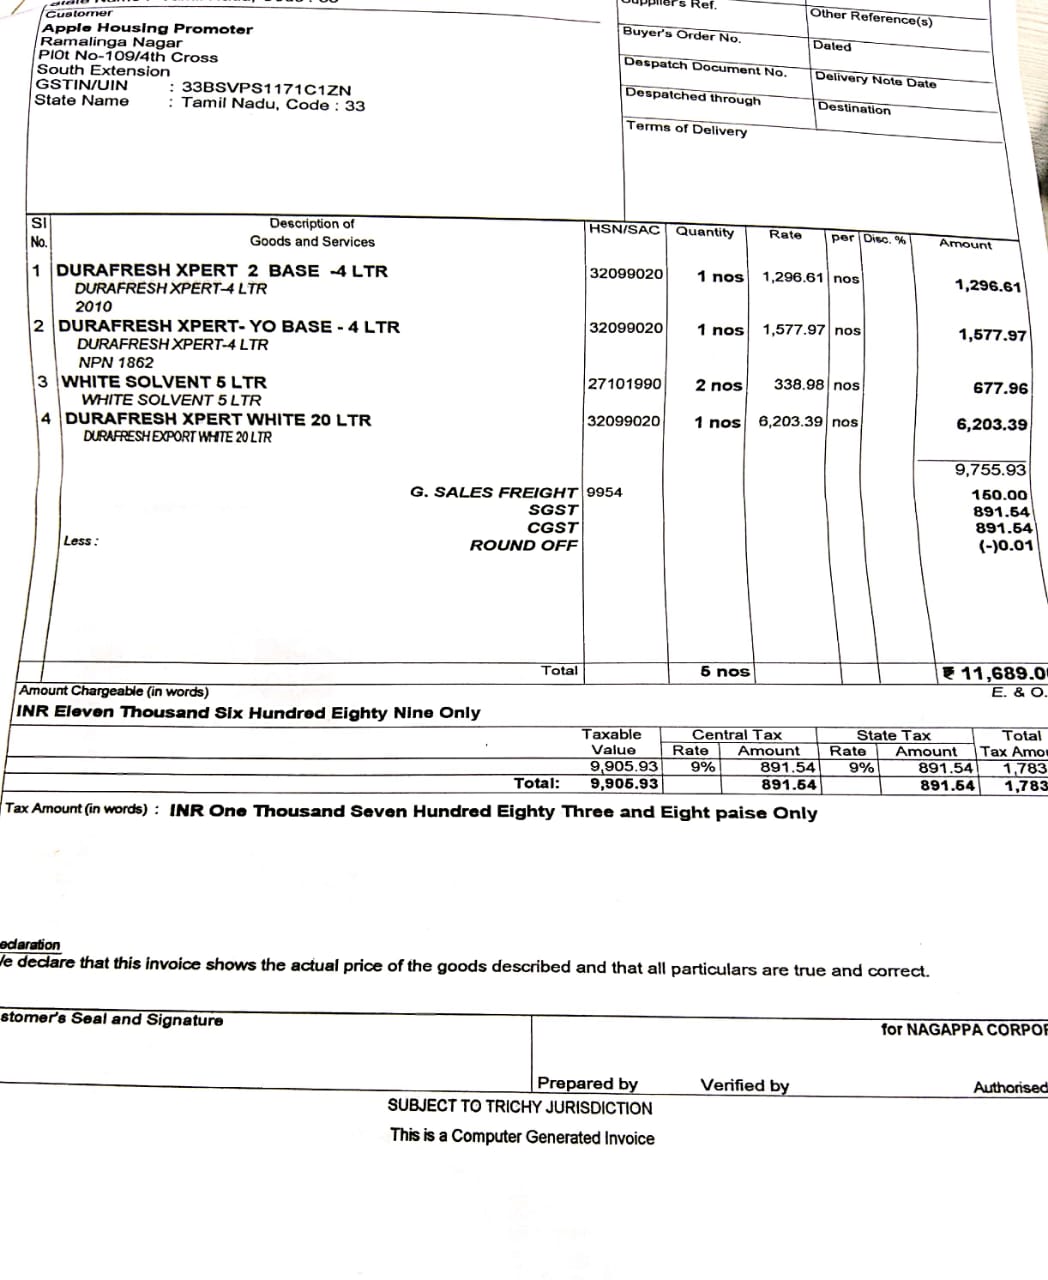 Customer
Apple Housing Promoter
Ramalinga Nagar
Pl0t No-109/4th Cross
South Extension
GSTIN/UIN : 33BSVPS1171C1ZN
State Name : Tamil Nadu, Code : 33
Supplier's Ref.
Other Reference(s)
Buyer's Order No.
Dated
Despatch Document No.
Delivery Note Date
Despatched through
Destination
Terms of Delivery
Sl No. Description of Goods and Services HSN/SAC Quantity Rate per Disc. % Amount
1 DURAFRESH XPERT 2 BASE -4 LTR 32099020 1 nos 1,296.61 nos 1,296.61
DURAFRESH XPERT-4 LTR
2010
2 DURAFRESH XPERT- YO BASE - 4 LTR 32099020 1 nos 1,577.97 nos 1,577.97
DURAFRESH XPERT-4 LTR
NPN 1862
3 WHITE SOLVENT 5 LTR 27101990 2 nos 338.98 nos 677.96
WHITE SOLVENT 5 LTR
4 DURAFRESH XPERT WHITE 20 LTR 32099020 1 nos 6,203.39 nos 6,203.39
DURAFRESH EXPORT WHITE 20 LTR
9,755.93
G. SALES FREIGHT 9954 150.00
SGST 891.54
CGST 891.54
Less : ROUND OFF (-)0.01
Total 5 nos ₹ 11,689.0
Amount Chargeable (in words) E. & O.
INR Eleven Thousand Six Hundred Eighty Nine Only
Taxable Value Central Tax State Tax Total
Rate Amount Rate Amount Tax Amo
9,905.93 9% 891.54 9% 891.54 1,783
Total: 9,905.93 891.54 891.54 1,783
Tax Amount (in words) : INR One Thousand Seven Hundred Eighty Three and Eight paise Only
eclaration
We declare that this invoice shows the actual price of the goods described and that all particulars are true and correct.
stomer's Seal and Signature
for NAGAPPA CORPOR
Prepared by Verified by Authorised
SUBJECT TO TRICHY JURISDICTION
This is a Computer Generated Invoice